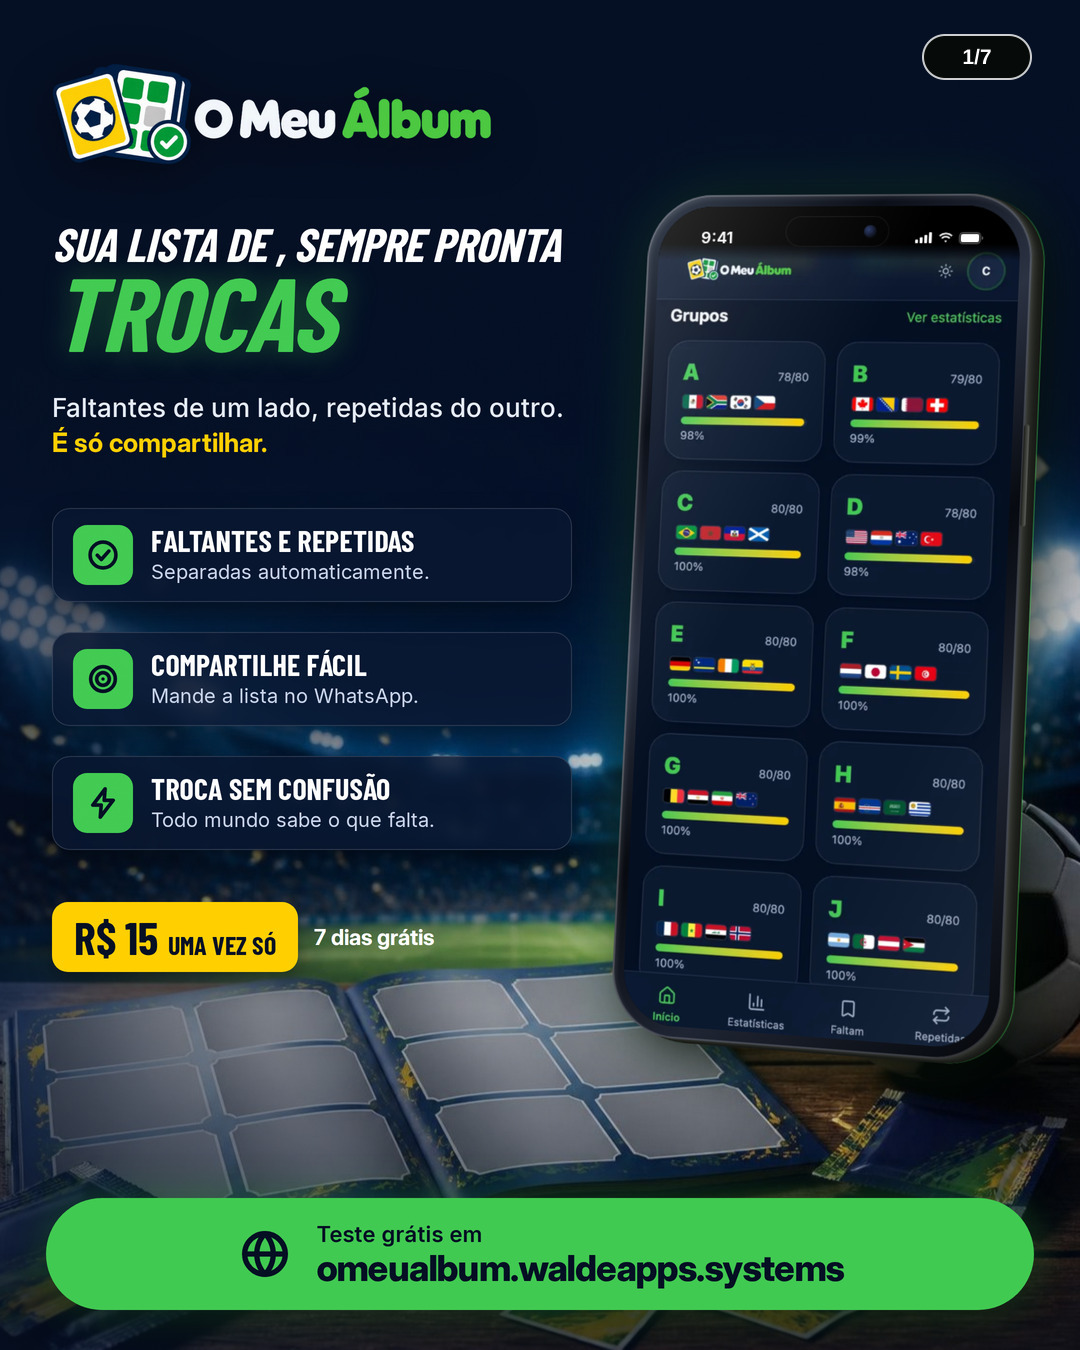 1/7
O Meu Álbum
SUA LISTA DE , SEMPRE PRONTA
TROCAS
Faltantes de um lado, repetidas do outro.
É só compartilhar.
FALTANTES E REPETIDAS
Separadas automaticamente.
COMPARTILHE FÁCIL
Mande a lista no WhatsApp.
TROCA SEM CONFUSÃO
Todo mundo sabe o que falta.
R$ 15 UMA VEZ SÓ
7 dias grátis
9:41
O Meu Álbum
C
Grupos
Ver estatísticas
A
78/80
98%
B
79/80
99%
C
80/80
100%
D
78/80
98%
E
80/80
100%
F
80/80
100%
G
80/80
100%
H
80/80
100%
I
80/80
100%
J
80/80
100%
Início
Estatísticas
Faltam
Repetidas
Teste grátis em
omeualbum.waldeapps.systems